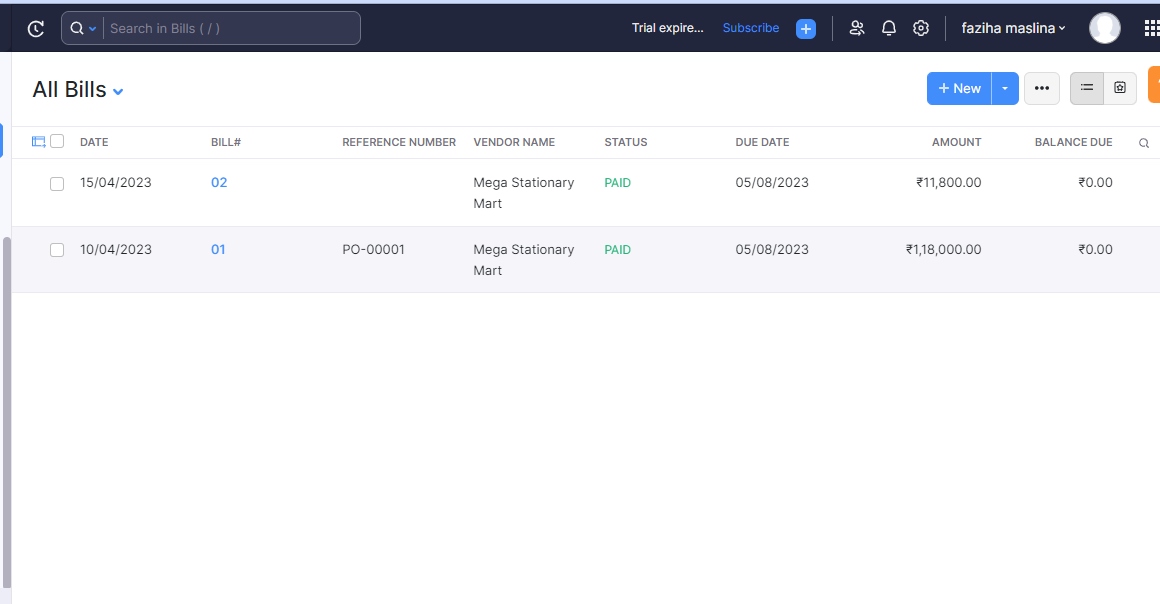 Search in Bills ( / )
Trial expire...
Subscribe
faziha maslina
All Bills
+ New
DATE BILL# REFERENCE NUMBER VENDOR NAME STATUS DUE DATE AMOUNT BALANCE DUE
15/04/2023 02 Mega Stationary PAID 05/08/2023 ₹11,800.00 ₹0.00
Mart
10/04/2023 01 PO-00001 Mega Stationary PAID 05/08/2023 ₹1,18,000.00 ₹0.00
Mart